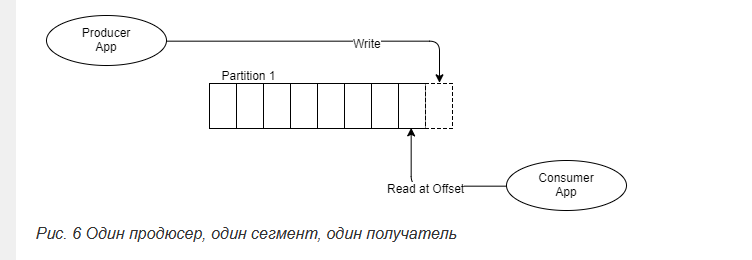 Producer
App
Write
Partition 1
Read at Offset
Consumer
App
Рис. 6 Один продюсер, один сегмент, один получатель